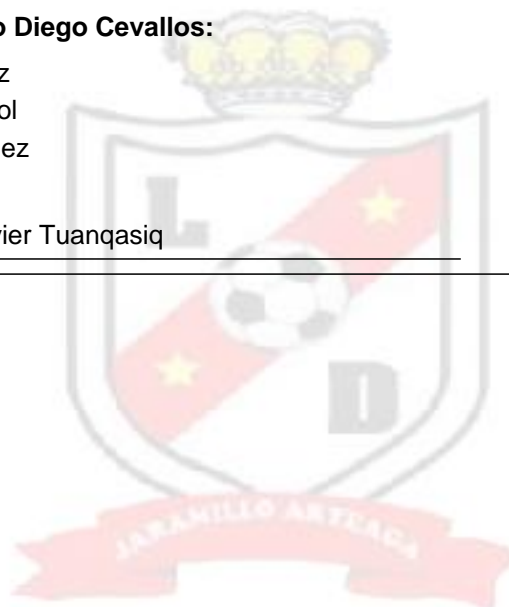 o Diego Cevallos:
z
ol
ez
vier Tuanqasiq
L
D
JARAMILLO ARTEAGA